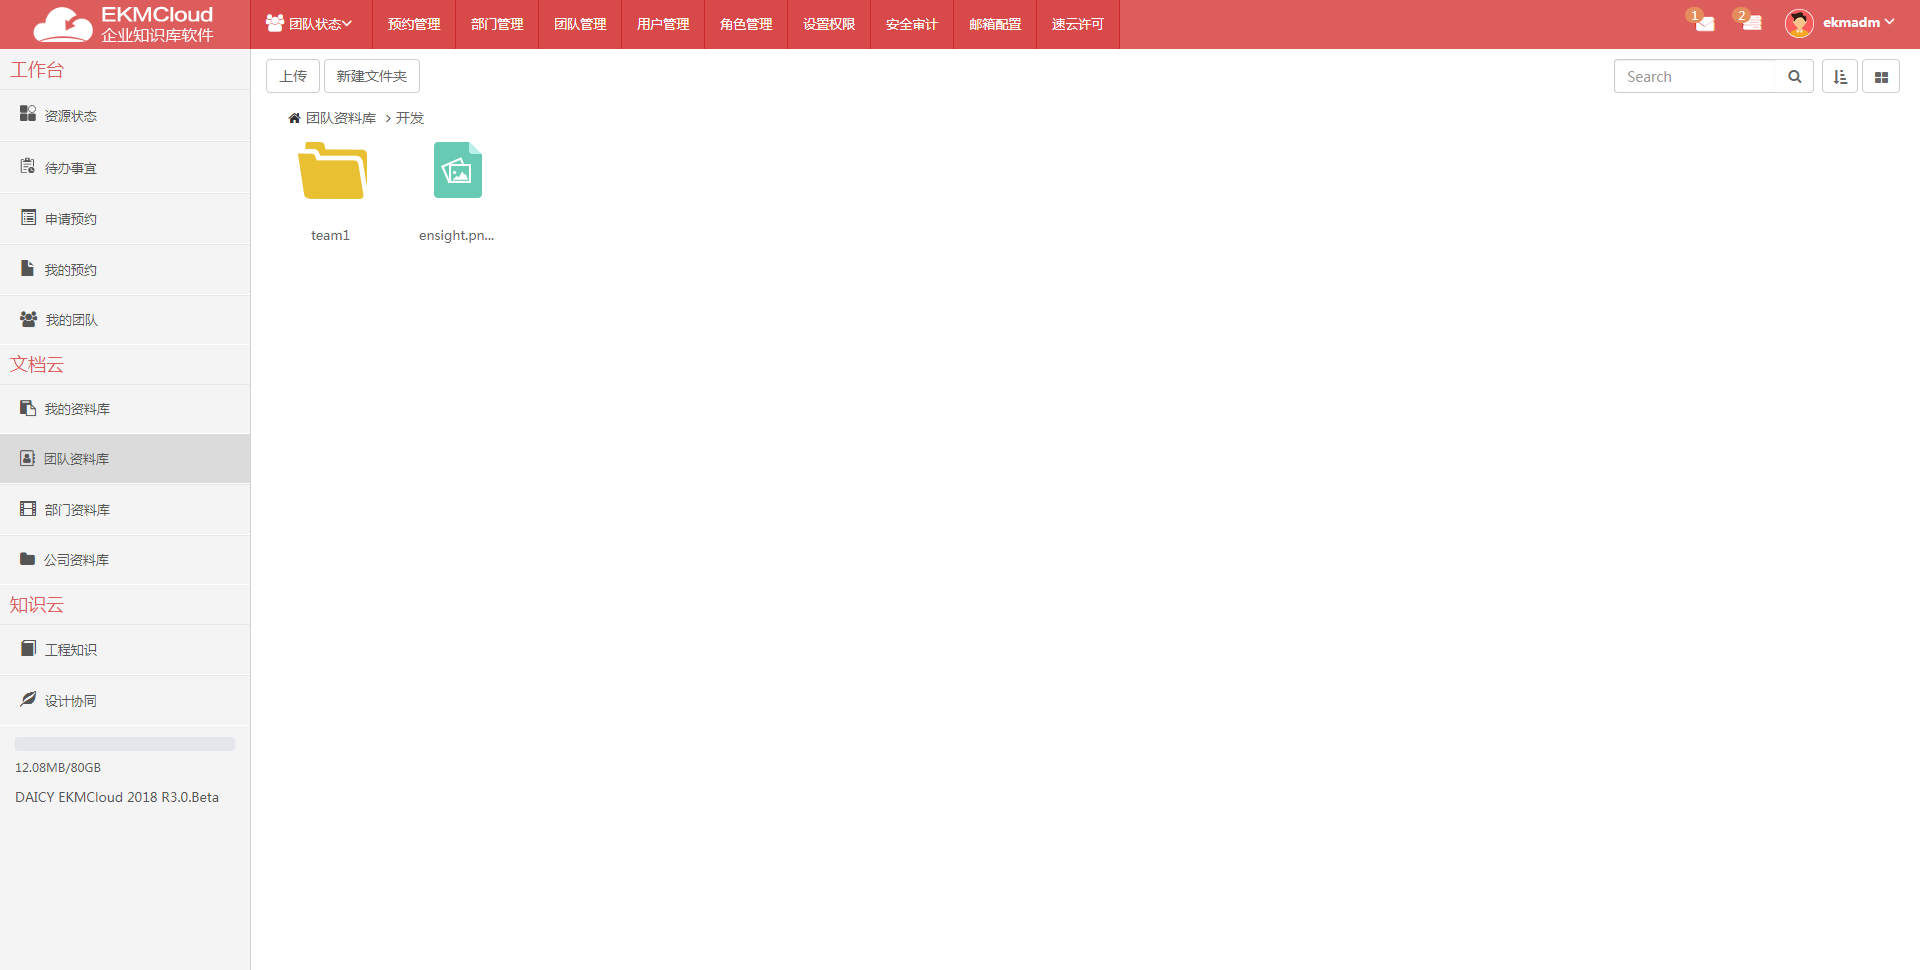 EKMCloud
企业知识库软件
团队状态 预约管理 部门管理 团队管理 用户管理 角色管理 设置权限 安全审计 邮箱配置 速云许可 1 2 ekmadm
工作台
资源状态
待办事宜
申请预约
我的预约
我的团队
文档云
我的资料库
团队资料库
部门资料库
公司资料库
知识云
工程知识
设计协同
12.08MB/80GB
DAICY EKMCloud 2018 R3.0.Beta
上传 新建文件夹 Search
团队资料库 > 开发
team1 ensight.pn...